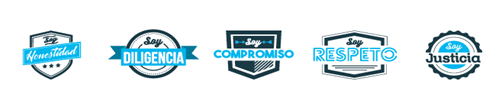 Soy
Honestidad
Soy
DILIGENCIA
Soy
COMPROMISO
Soy
RESPETO
Soy
Justicia